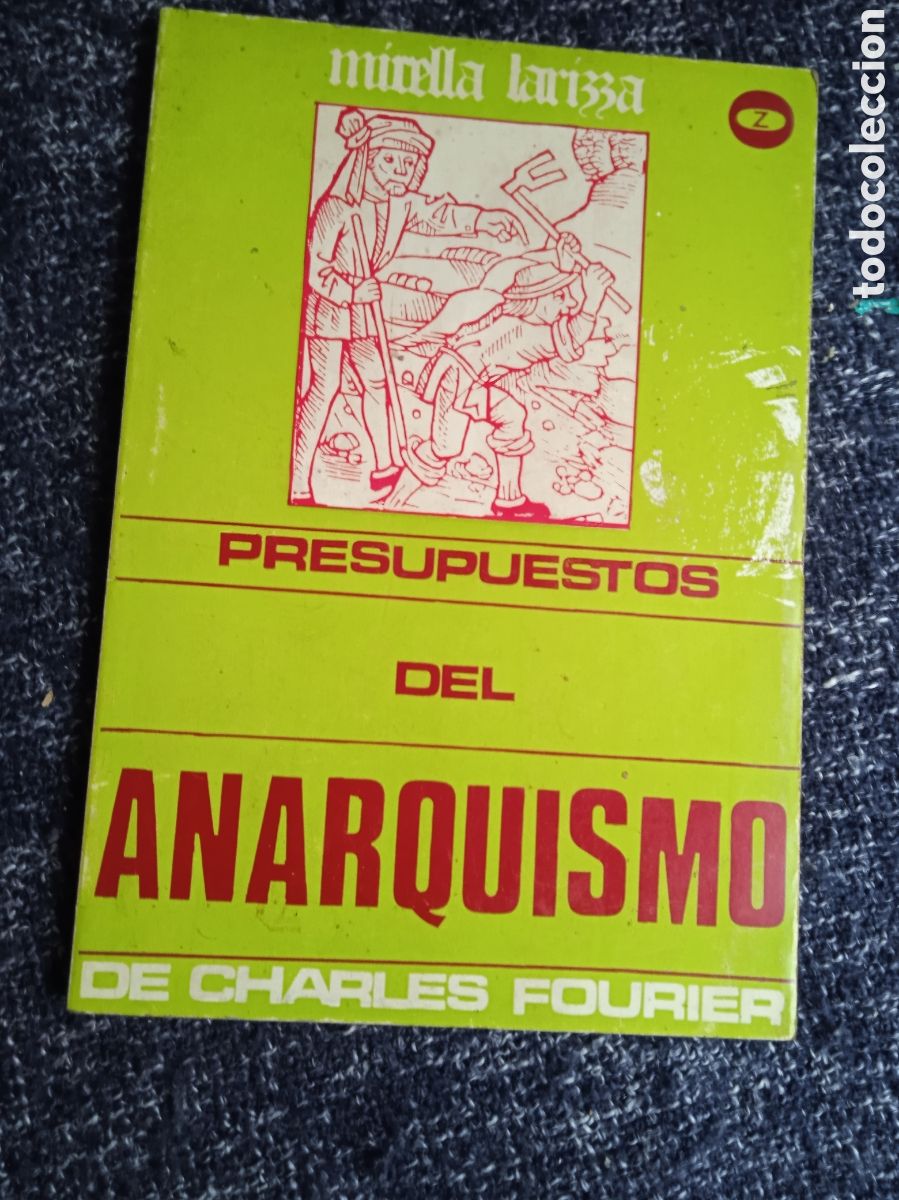 mirella larizza
Z
PRESUPUESTOS
DEL
ANARQUISMO
DE CHARLES FOURIER
todocoleccion